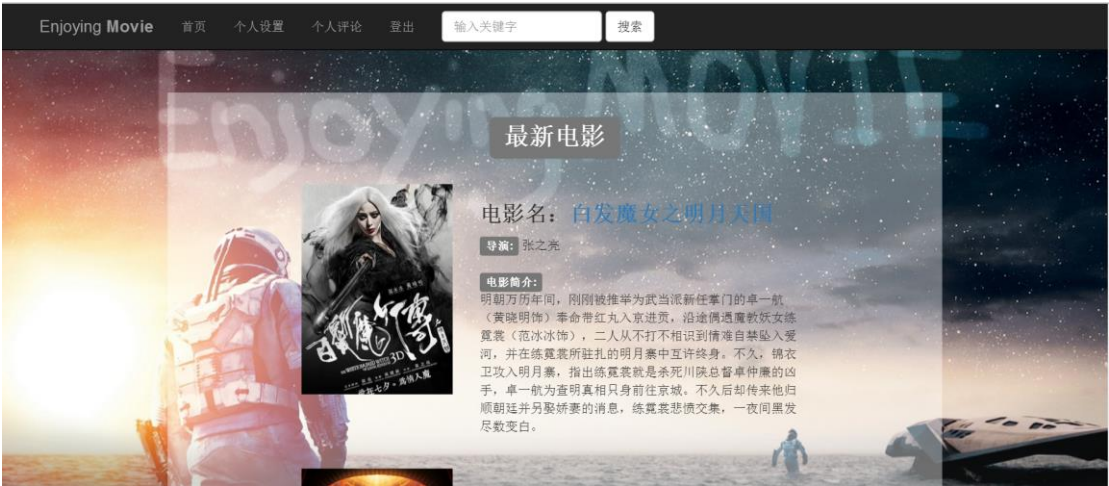 Enjoying Movie 首页 个人设置 个人评论 登出 输入关键字 搜索
Enjoying MOVIE
最新电影
电影名：白发魔女之明月天国
导演: 张之亮
电影简介:
明朝万历年间，刚刚被推举为武当派新任掌门的卓一航
（黄晓明饰）奉命带红丸入京进贡，沿途偶遇魔教妖女练
霓裳（范冰冰饰），二人从不打不相识到情难自禁坠入爱
河，并在练霓裳所驻扎的明月寨中互许终身。不久，锦衣
卫攻入明月寨，指出练霓裳就是杀死川陕总督卓仲廉的凶
手，卓一航为查明真相只身前往京城。不久后却传来他归
顺朝廷并另娶娇妻的消息，练霓裳悲愤交集，一夜间黑发
尽数变白。
白髮魔女傳
3D